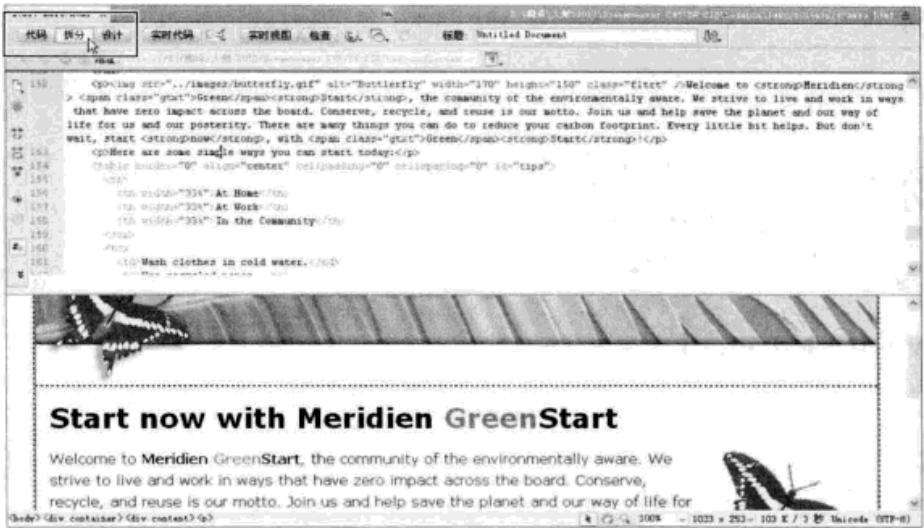 代码 拆分 设计 实时代码 实时视图 检查 标题: Untitled Document
152 <p><img src="../images/butterfly.gif" alt="Buttlerfly" width="170" height="150" class="fltrt" />Welcome to <strong>Meridien</strong
> <span class="gtxt">Green</span><strong>Start</strong>, the community of the environmentally aware. We strive to live and work in ways
that have zero impact across the board. Conserve, recycle, and reuse is our motto. Join us and help save the planet and our way of
life for us and our posterity. There are many things you can do to reduce your carbon footprint. Every little bit helps. But don't
wait, start <strong>now</strong>, with <span class="gtxt">Green</span><strong>Start</strong>!</p>
153 <p>Here are some simple ways you can start today:</p>
154 <table border="0" align="center" cellpadding="0" cellspacing="0" id="tips">
155 <tr>
156 <th width="33%">At Home</th>
157 <th width="33%">At Work</th>
158 <th width="33%">In the Community</th>
159 </tr>
160 <tr>
161 <td>Wash clothes in cold water.</td>
Start now with Meridien GreenStart
Welcome to Meridien GreenStart, the community of the environmentally aware. We
strive to live and work in ways that have zero impact across the board. Conserve,
recycle, and reuse is our motto. Join us and help save the planet and our way of life for
<body> <div.container> <div.content> <p> 100% 1033 x 253 103 K / 3 秒 Unicode (UTF-8)